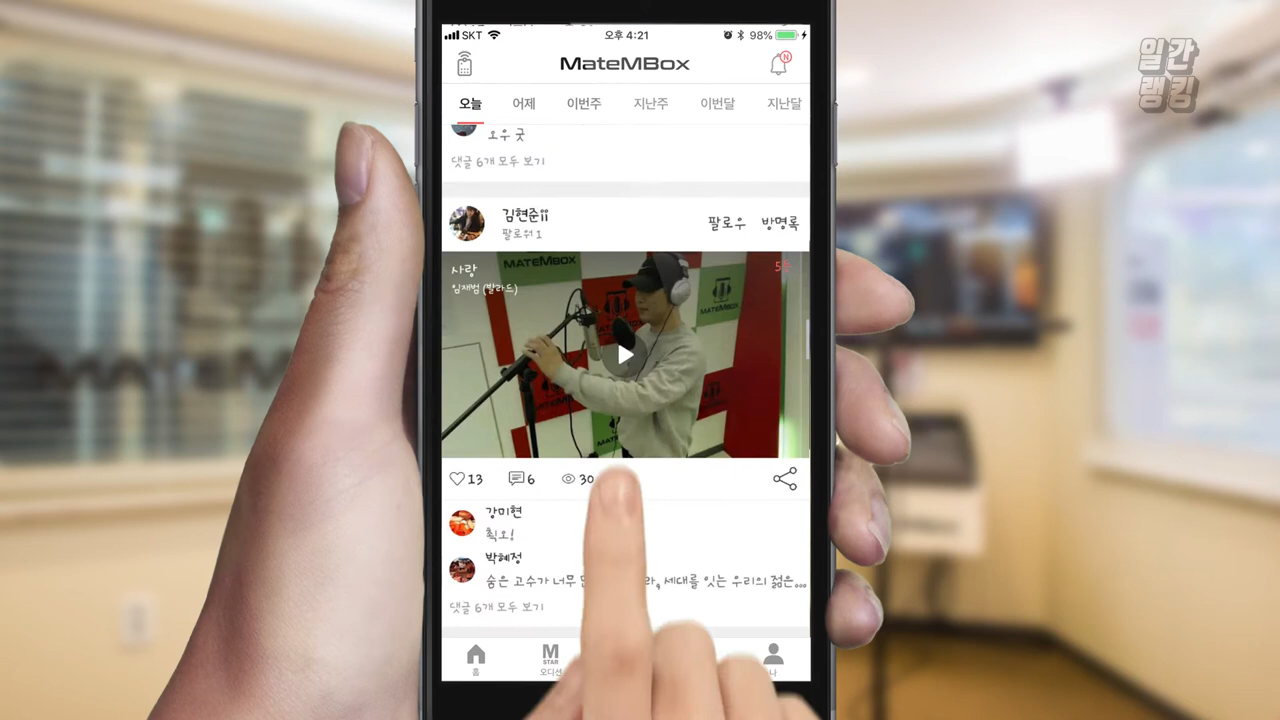 SKT
오후 4:21
98%
MateMBox
N
일간
랭킹
오늘 어제 이번주 지난주 이번달 지난달
오우 굿
댓글 6개 모두 보기
김현준ii
팔로워 1
팔로우 방명록
사랑
임재범 (발라드)
MATEMBOX
MATEMBOX
13 6 30
강미현
최오!
박혜정
숨은 고수가 너무 세대를 잇는 우리의 젊은...
댓글 6개 모두 보기
홈
M
STAR
오디션
나